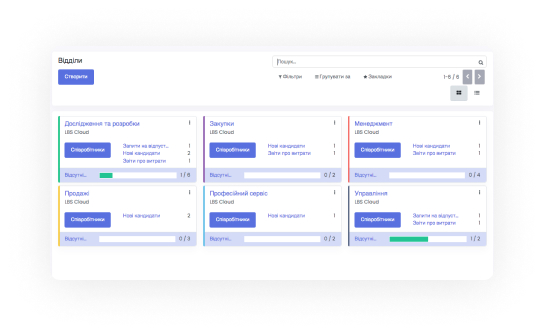 Відділи
Пошук...
Створити
Фільтри Групувати за Закладки 1-6 / 6
Дослідження та розробки
LBS Cloud
Співробітники
Запити на відпуст... 1
Нові кандидати 2
Звіти про витрати 1
Відсутні... 1 / 6
Закупки
LBS Cloud
Співробітники
Нові кандидати 1
Звіти про витрати 1
Відсутні... 0 / 2
Менеджмент
LBS Cloud
Співробітники
Нові кандидати 1
Звіти про витрати 1
Відсутні... 0 / 4
Продажі
LBS Cloud
Співробітники
Нові кандидати 2
Відсутні... 0 / 3
Професійний сервіс
LBS Cloud
Співробітники
Нові кандидати 1
Відсутні... 0 / 2
Управління
LBS Cloud
Співробітники
Запити на відпуст... 1
Звіти про витрати 1
Відсутні... 1 / 2